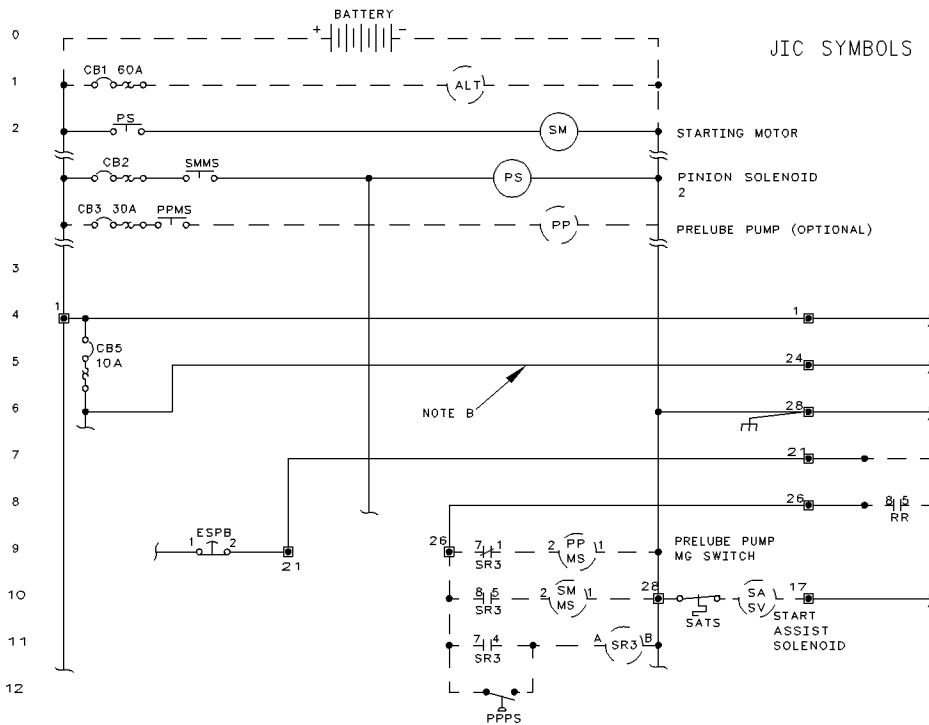 BATTERY
0 + -
JIC SYMBOLS
CB1 60A
1 ALT
PS
2 SM STARTING MOTOR
CB2 SMMS
PS PINION SOLENOID
2
CB3 30A PPMS
PP PRELUBE PUMP (OPTIONAL)
3
1 1
4
CB5
10A
5 24
6 28
NOTE B
7 21
8 26 8 5
RR
ESPB
1 2
9 21
26 7 1 2 PP 1 PRELUBE PUMP
SR3 MS MG SWITCH
10 8 5 2 SM 1 28 SA 17
SR3 MS SATS SV START
ASSIST
SOLENOID
11 7 4 A SR3 B
SR3
12
PPPS